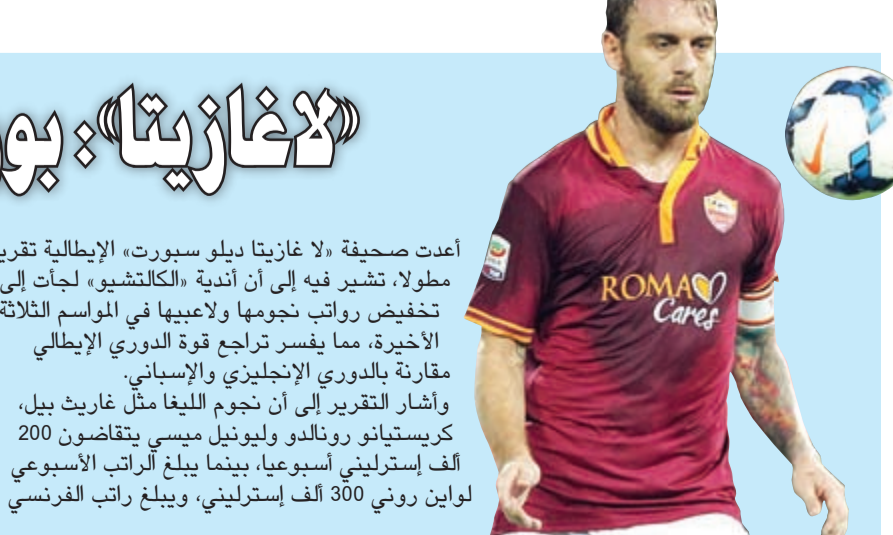 «لاغازيتا»: بو
أعدت صحيفة «لا غازيتا ديلو سبورت» الإيطالية
مطولا، تشير فيه إلى أن أندية «الكالتشيو» لجأت إلى
تخفيض رواتب نجومها ولاعبيها في المواسم الثلاثة
الأخيرة، مما يفسر تراجع قوة الدوري الإيطالي
مقارنة بالدوري الإنجليزي والإسباني.
وأشار التقرير إلى أن نجوم الليغا مثل غاريث بيل،
كريستيانو رونالدو وليونيل ميسي يتقاضون 200
ألف إسترليني أسبوعيا، بينما يبلغ الراتب الأسبوعي
لواين روني 300 ألف إسترليني، ويبلغ راتب الفرنسي
ROMA
Cares